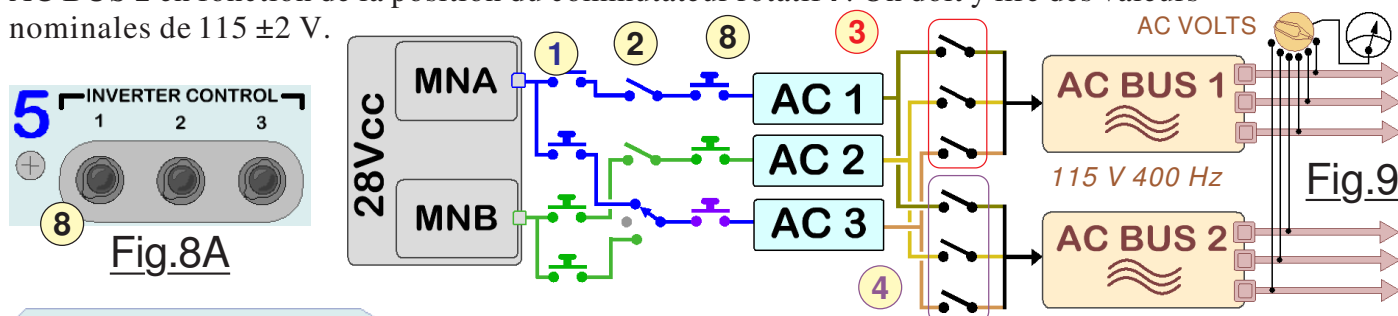 nominales de 115 ±2 V.
AC VOLTS
5
INVERTER CONTROL
1 2 3
8
Fig.8A
28Vcc
MNA
MNB
1
2
8
3
4
AC 1
AC 2
AC 3
AC BUS 1
115 V 400 Hz
AC BUS 2
Fig.9